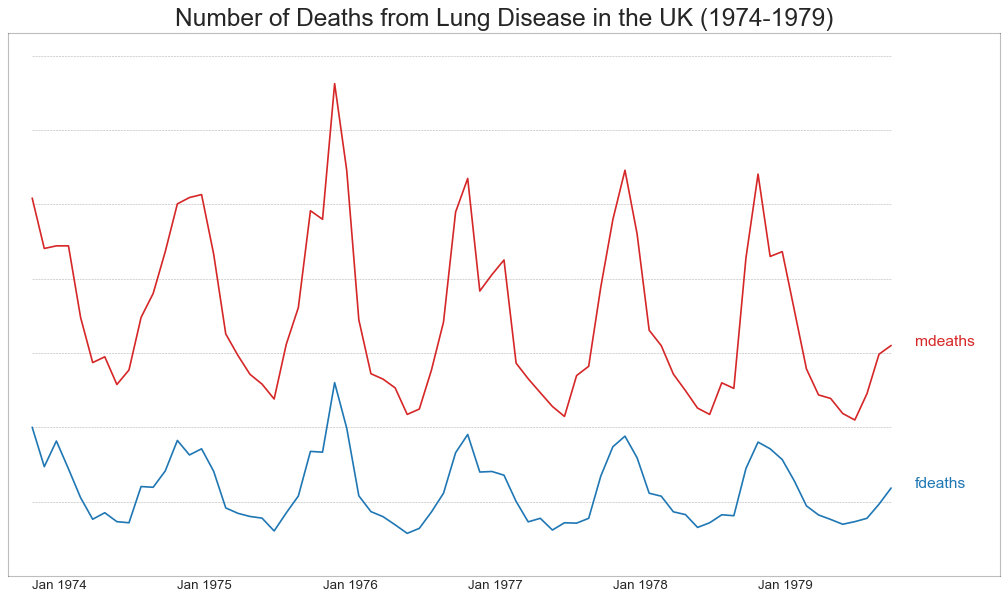 Number of Deaths from Lung Disease in the UK (1974-1979)
mdeaths
fdeaths
Jan 1974 Jan 1975 Jan 1976 Jan 1977 Jan 1978 Jan 1979